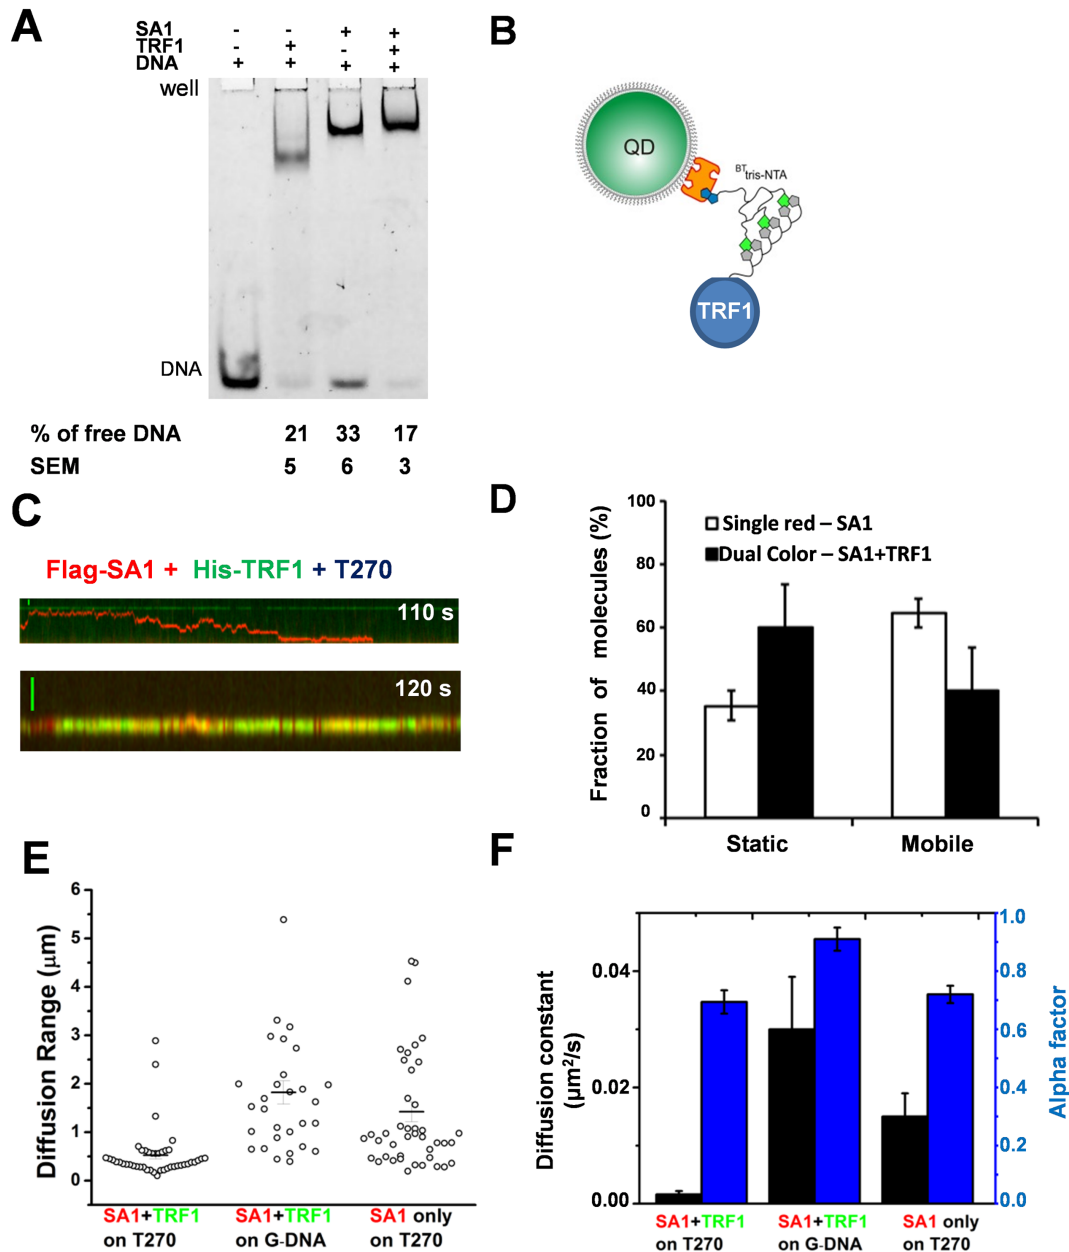 A
SA1 - - + +
TRF1 - + - +
DNA + + + +
well
DNA
% of free DNA 21 33 17
SEM 5 6 3
B
QD
BTtris-NTA
TRF1
C
Flag-SA1 + His-TRF1 + T270
110 s
120 s
D
Fraction of molecules (%)
100
80
60
40
20
0
Single red – SA1
Dual Color – SA1+TRF1
Static Mobile
E
Diffusion Range (μm)
6
5
4
3
2
1
0
SA1+TRF1 SA1+TRF1 SA1 only
on T270 on G-DNA on T270
F
Diffusion constant
(μm²/s)
0.04
0.02
0.00
1.0
0.8
0.6
0.4
0.2
0.0
Alpha factor
SA1+TRF1 SA1+TRF1 SA1 only
on T270 on G-DNA on T270